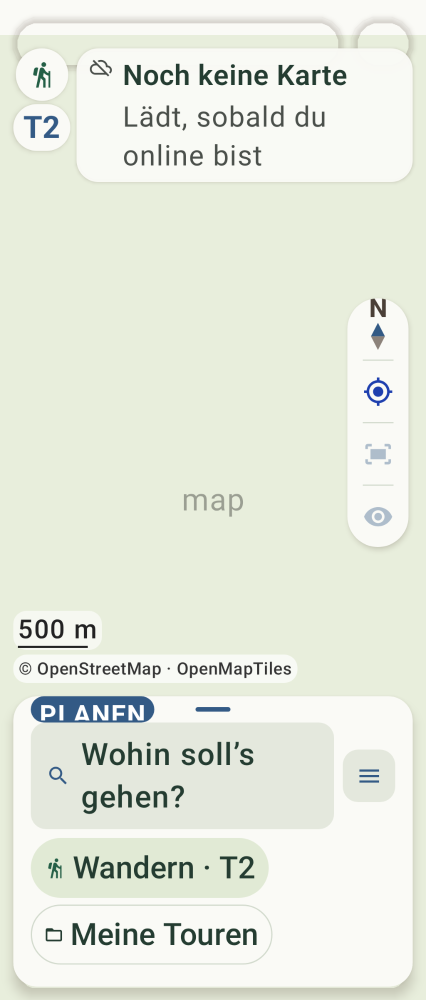 Noch keine Karte
Lädt, sobald du
online bist
T2
N
map
500 m
© OpenStreetMap · OpenMapTiles
PLANEN
Wohin soll’s
gehen?
Wandern · T2
Meine Touren